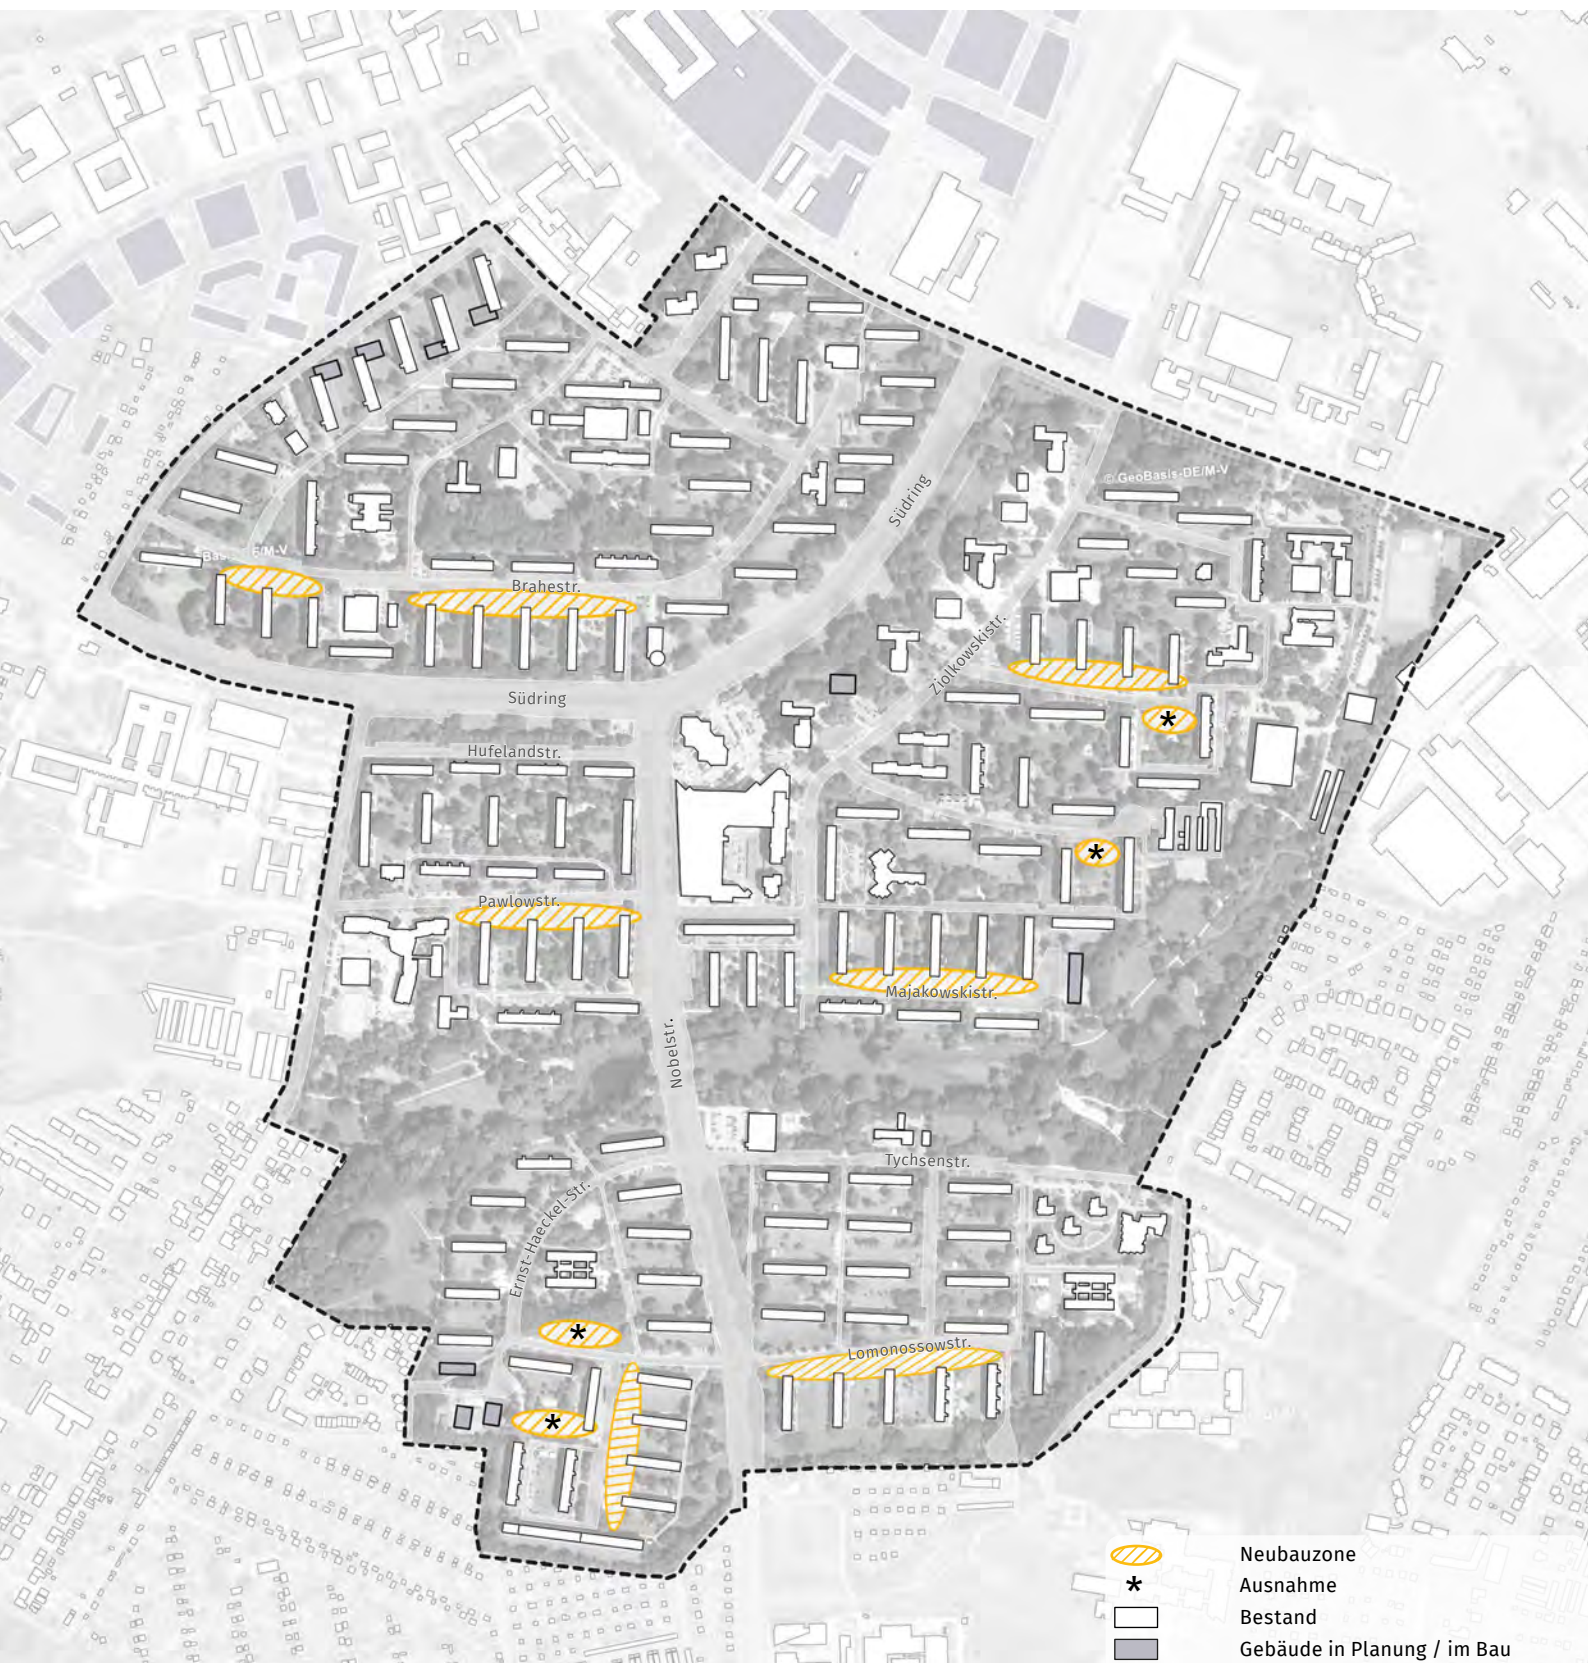 © GeoBasis-DE/M-V
Südring
Brahestr.
Ziolkowskistr.
Südring
Hufelandstr.
Pawlowstr.
Majakowskistr.
Nobelstr.
Tychsenstr.
Ernst-Haeckel-Str.
Lomonossowstr.
Neubauzone
* Ausnahme
Bestand
Gebäude in Planung / im Bau